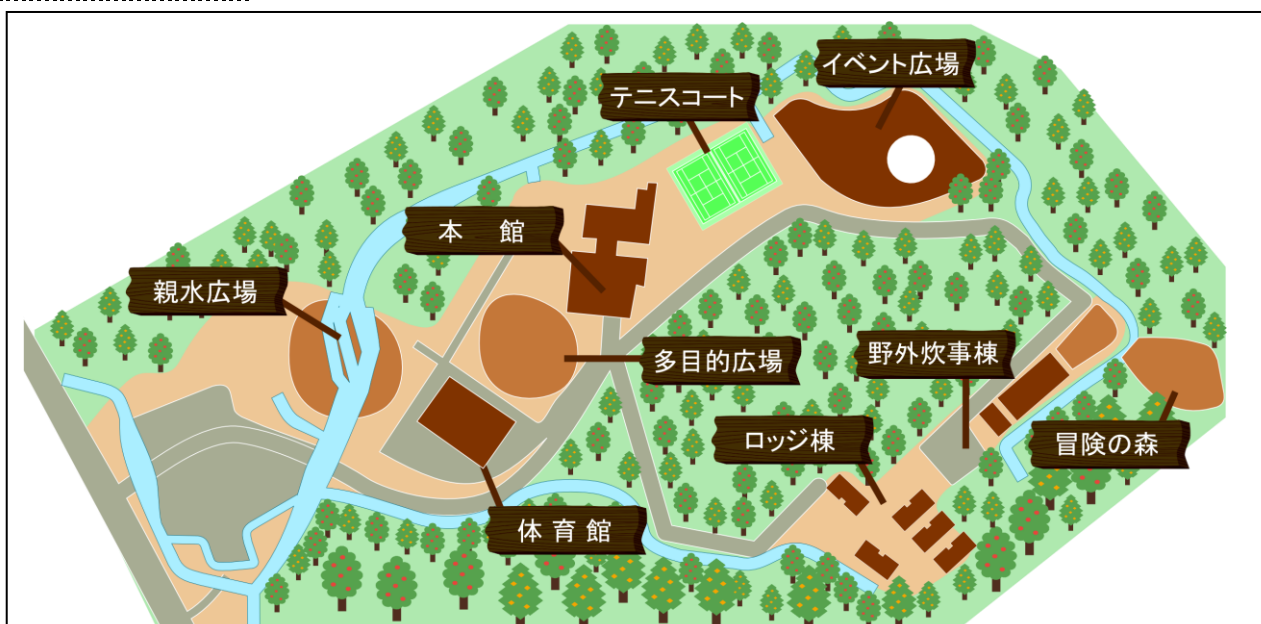 イベント広場
テニスコート
本 館
親水広場
多目的広場
野外炊事棟
ロッジ棟
冒険の森
体育館